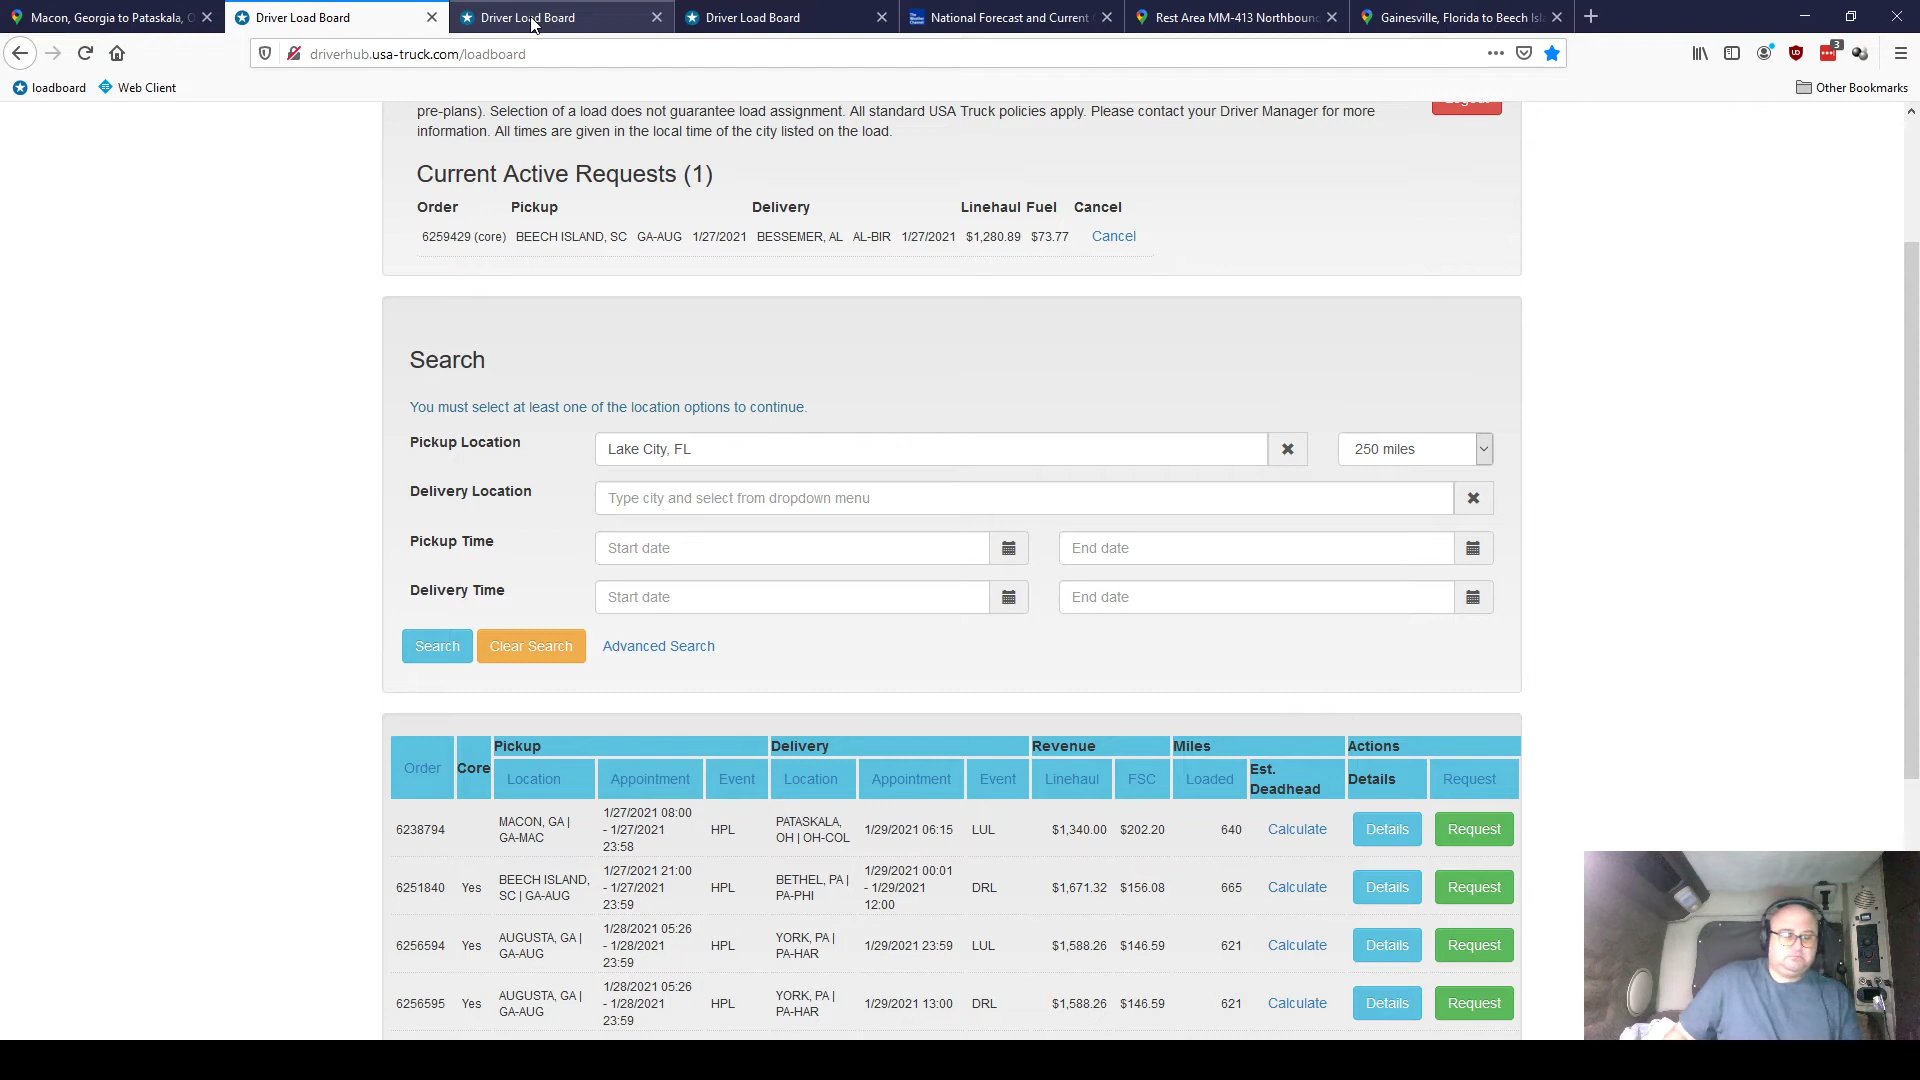 Macon, Georgia to Pataskala, O
Driver Load Board
Driver Load Board
Driver Load Board
National Forecast and Current
Rest Area MM-413 Northboun
Gainesville, Florida to Beech Isl
driverhub.usa-truck.com/loadboard
3
loadboard
Web Client
Other Bookmarks
pre-plans). Selection of a load does not guarantee load assignment. All standard USA Truck policies apply. Please contact your Driver Manager for more
information. All times are given in the local time of the city listed on the load.
Logout
Current Active Requests (1)
Order Pickup Delivery Linehaul Fuel Cancel
6259429 (core) BEECH ISLAND, SC GA-AUG 1/27/2021 BESSEMER, AL AL-BIR 1/27/2021 $1,280.89 $73.77 Cancel
Search
You must select at least one of the location options to continue.
Pickup Location Lake City, FL 250 miles
Delivery Location Type city and select from dropdown menu
Pickup Time Start date End date
Delivery Time Start date End date
Search Clear Search Advanced Search
Pickup Delivery Revenue Miles Actions
Order Core Location Appointment Event Location Appointment Event Linehaul FSC Loaded Est. Deadhead Details Request
6238794 MACON, GA | GA-MAC 1/27/2021 08:00 - 1/27/2021 23:58 HPL PATASKALA, OH | OH-COL 1/29/2021 06:15 LUL $1,340.00 $202.20 640 Calculate Details Request
6251840 Yes BEECH ISLAND, SC | GA-AUG 1/27/2021 21:00 - 1/27/2021 23:59 HPL BETHEL, PA | PA-PHI 1/29/2021 00:01 - 1/29/2021 12:00 DRL $1,671.32 $156.08 665 Calculate Details Request
6256594 Yes AUGUSTA, GA | GA-AUG 1/28/2021 05:26 - 1/28/2021 23:59 HPL YORK, PA | PA-HAR 1/29/2021 23:59 LUL $1,588.26 $146.59 621 Calculate Details Request
6256595 Yes AUGUSTA, GA | GA-AUG 1/28/2021 05:26 - 1/28/2021 23:59 HPL YORK, PA | PA-HAR 1/29/2021 13:00 DRL $1,588.26 $146.59 621 Calculate Details Request